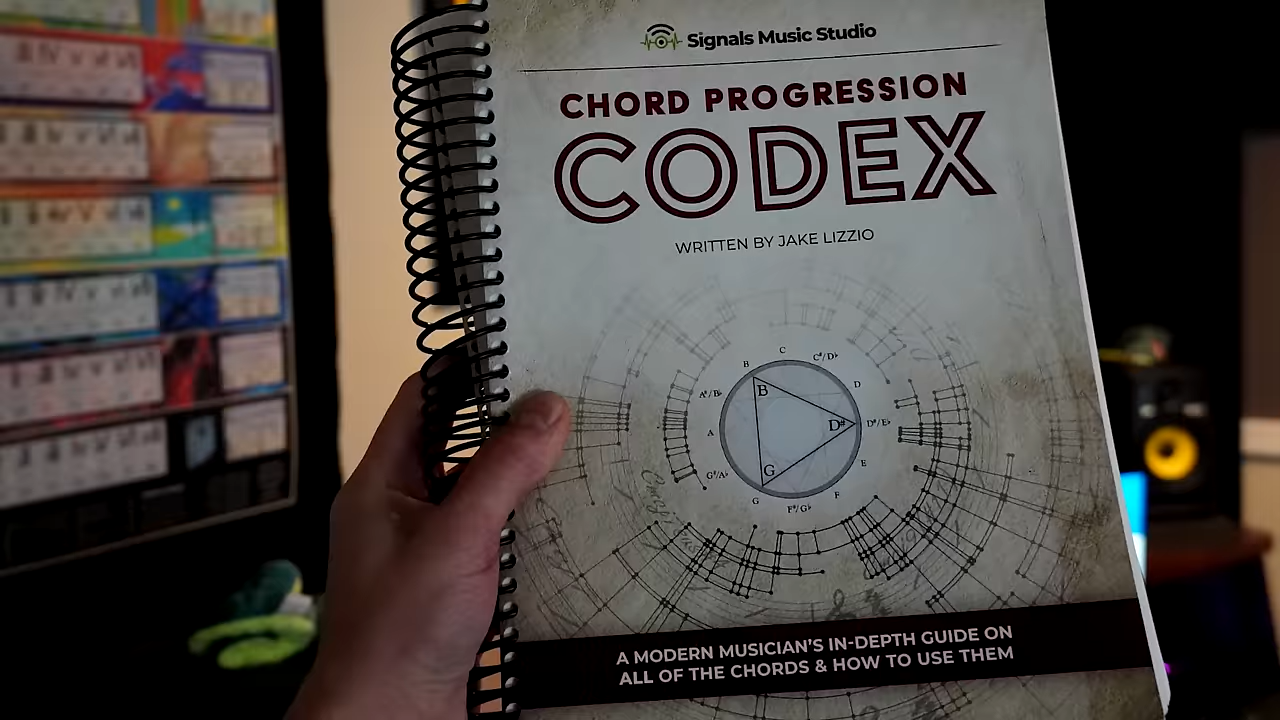 Signals Music Studio
CHORD PROGRESSION
CODEX
WRITTEN BY JAKE LIZZIO
C
B
C#/D♭
A#/B♭
D
B
A
D#
D#/E♭
G#/A♭
G
E
G
F
F#/G♭
A MODERN MUSICIAN'S IN-DEPTH GUIDE ON
ALL OF THE CHORDS & HOW TO USE THEM